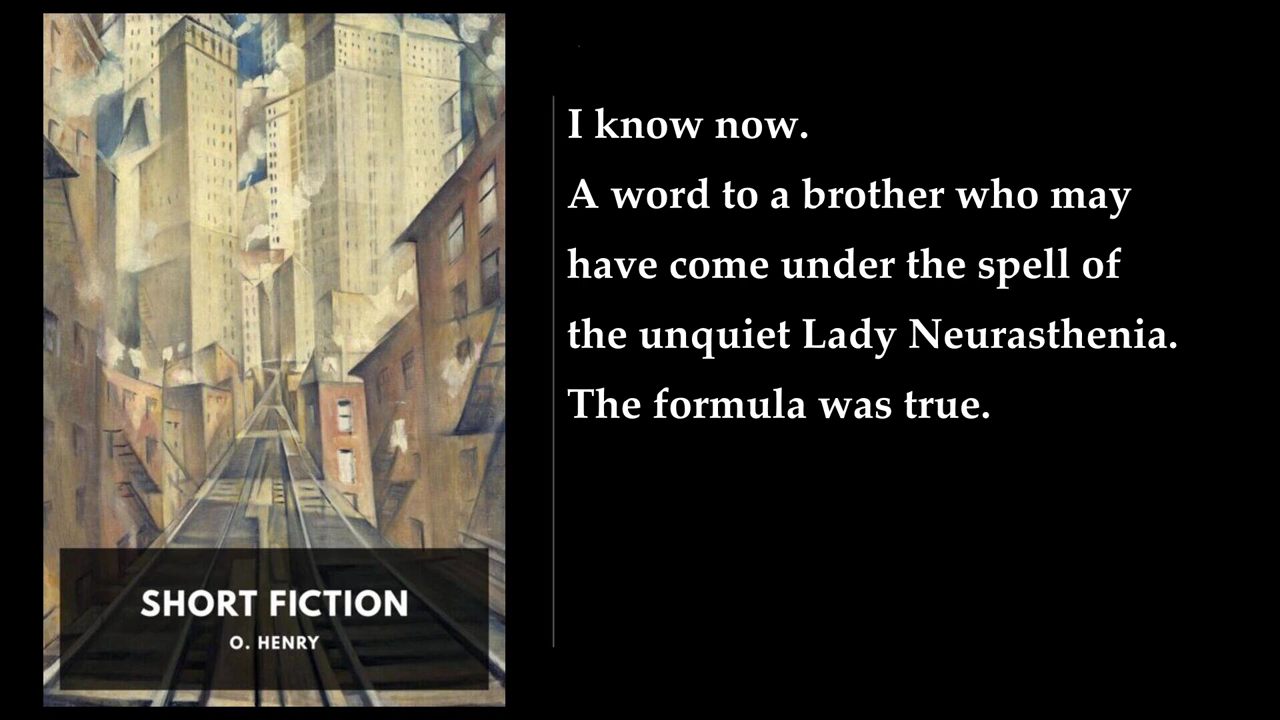 SHORT FICTION
O. HENRY
I know now.
A word to a brother who may
have come under the spell of
the unquiet Lady Neurasthenia.
The formula was true.